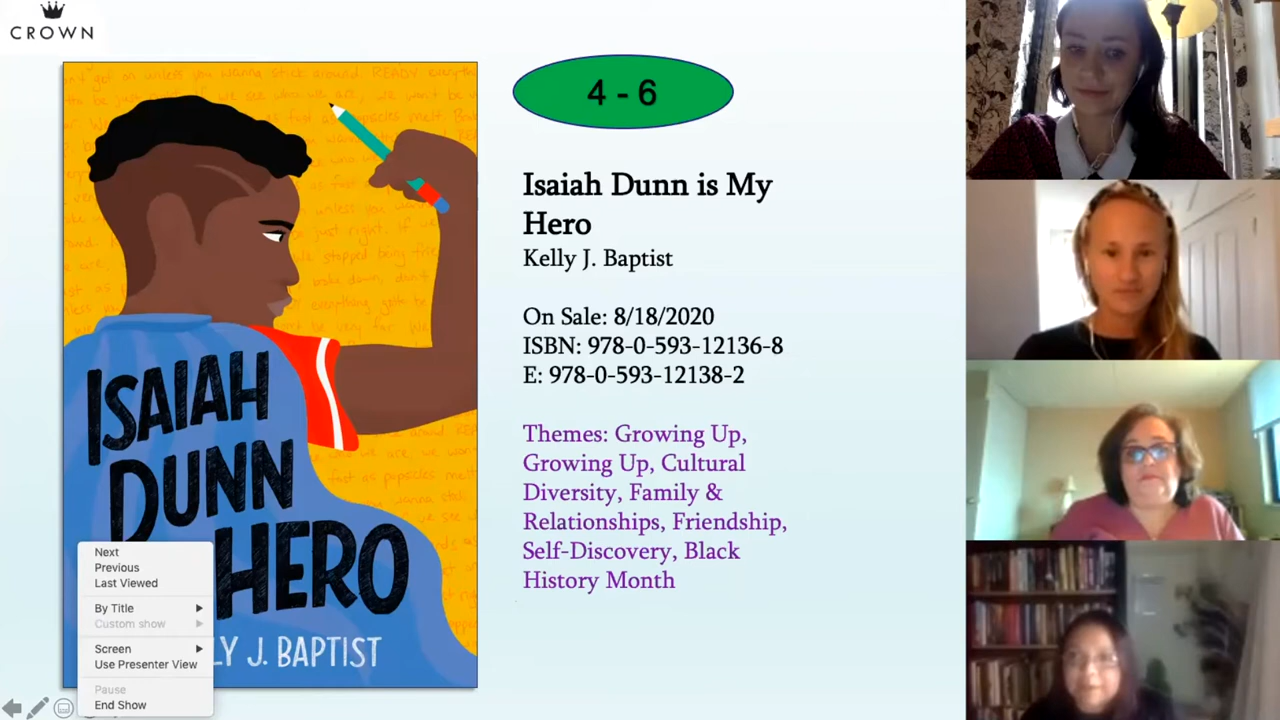 CROWN
4 - 6
Isaiah Dunn is My
Hero
Kelly J. Baptist
On Sale: 8/18/2020
ISBN: 978-0-593-12136-8
E: 978-0-593-12138-2
Themes: Growing Up,
Growing Up, Cultural
Diversity, Family &
Relationships, Friendship,
Self-Discovery, Black
History Month
ISAIAH
DUNN
HERO
LY J. BAPTIST
Next
Previous
Last Viewed
By Title
Custom show
Screen
Use Presenter View
Pause
End Show